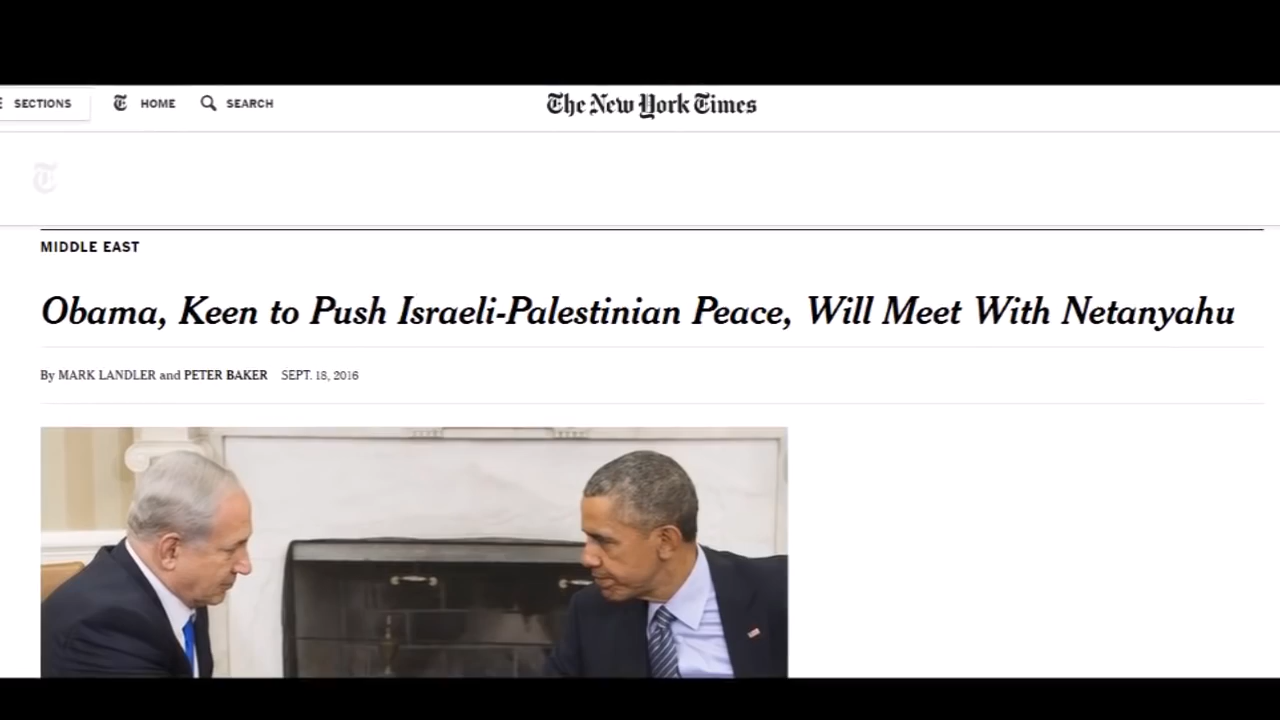 SECTIONS
HOME
SEARCH
The New York Times
MIDDLE EAST
Obama, Keen to Push Israeli-Palestinian Peace, Will Meet With Netanyahu
By MARK LANDLER and PETER BAKER SEPT. 18, 2016